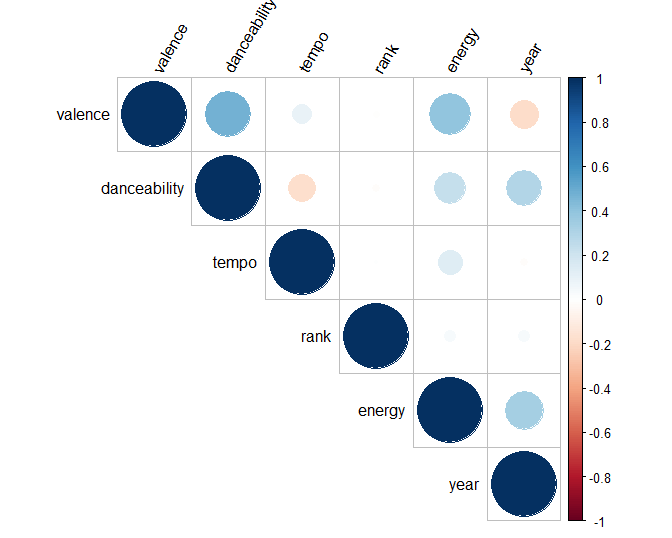 valence
danceability
tempo
rank
energy
year
valence
danceability
tempo
rank
energy
year
1
0.8
0.6
0.4
0.2
0
-0.2
-0.4
-0.6
-0.8
-1